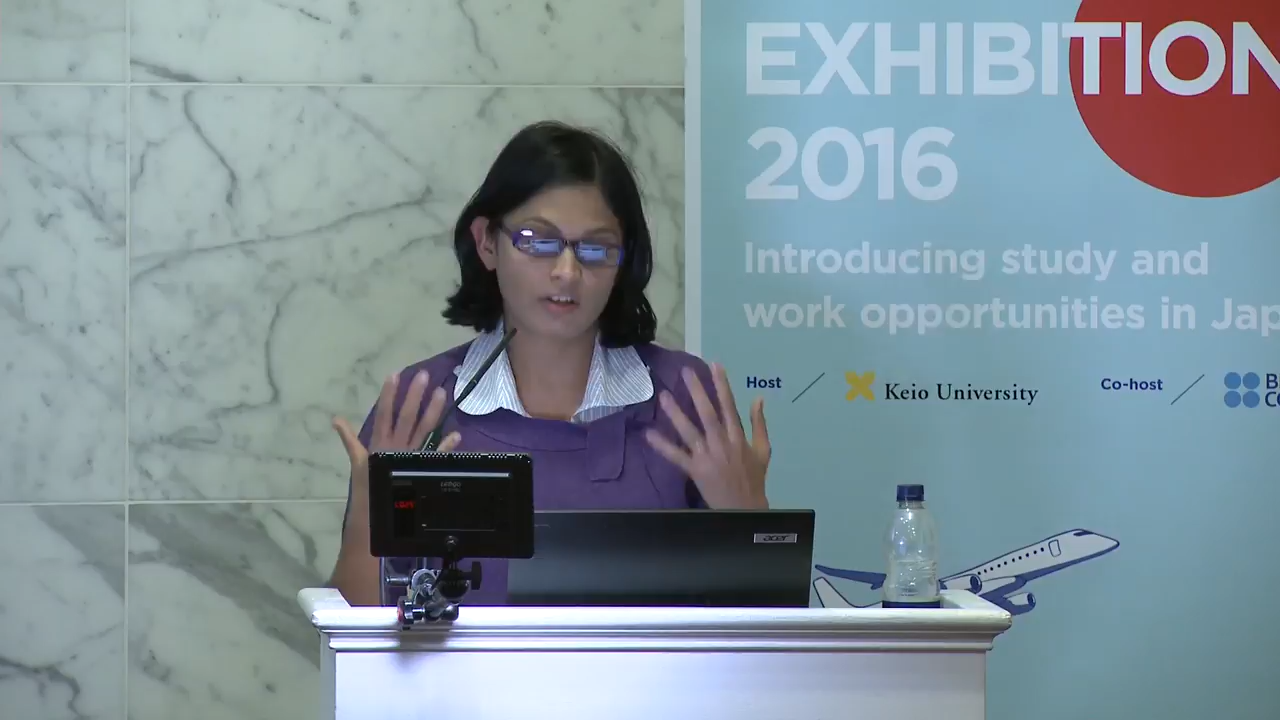 EXHIBITION
2016
Introducing study and
work opportunities in Jap
Host
Keio University
Co-host
acer